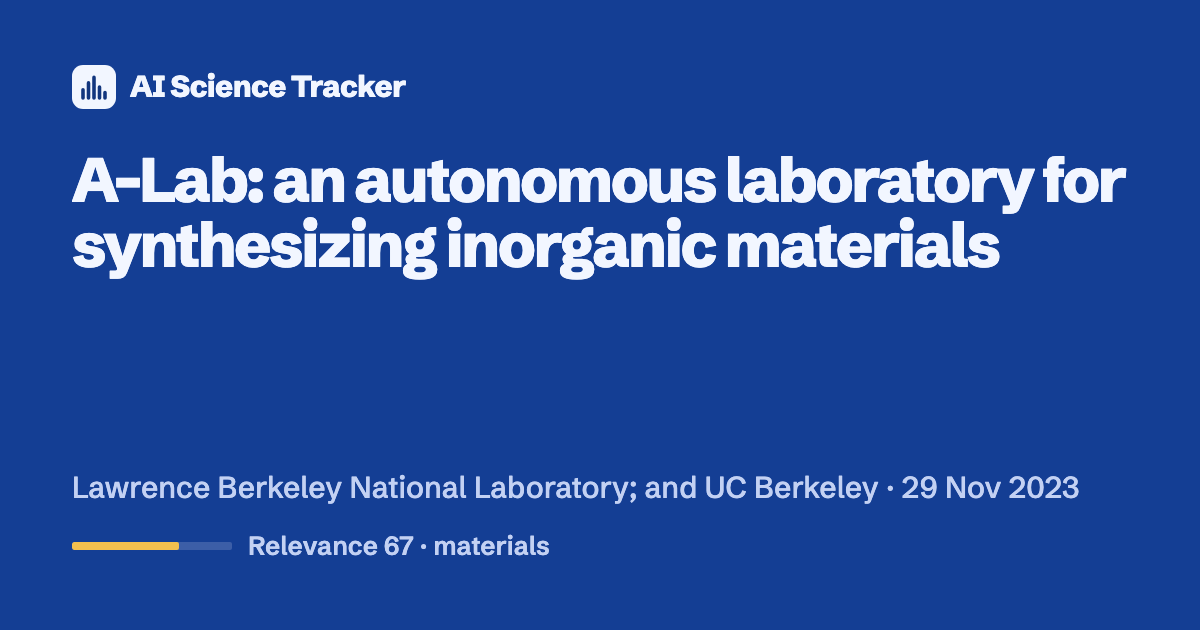 AI Science Tracker
A-Lab: an autonomous laboratory for
synthesizing inorganic materials
Lawrence Berkeley National Laboratory; and UC Berkeley · 29 Nov 2023
Relevance 67 · materials